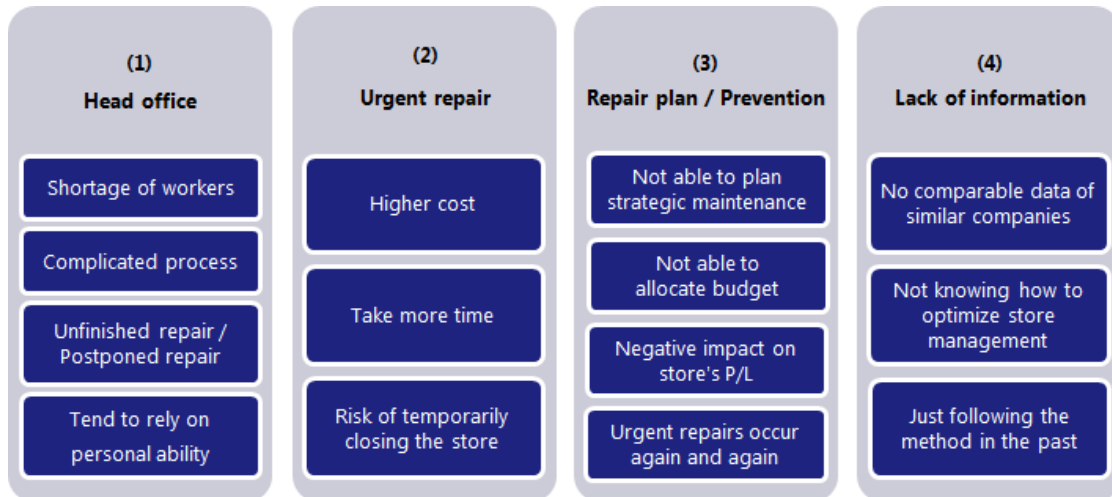 (1)
Head office
Shortage of workers
Complicated process
Unfinished repair /
Postponed repair
Tend to rely on
personal ability
(2)
Urgent repair
Higher cost
Take more time
Risk of temporarily
closing the store
(3)
Repair plan / Prevention
Not able to plan
strategic maintenance
Not able to
allocate budget
Negative impact on
store's P/L
Urgent repairs occur
again and again
(4)
Lack of information
No comparable data of
similar companies
Not knowing how to
optimize store
management
Just following the
method in the past